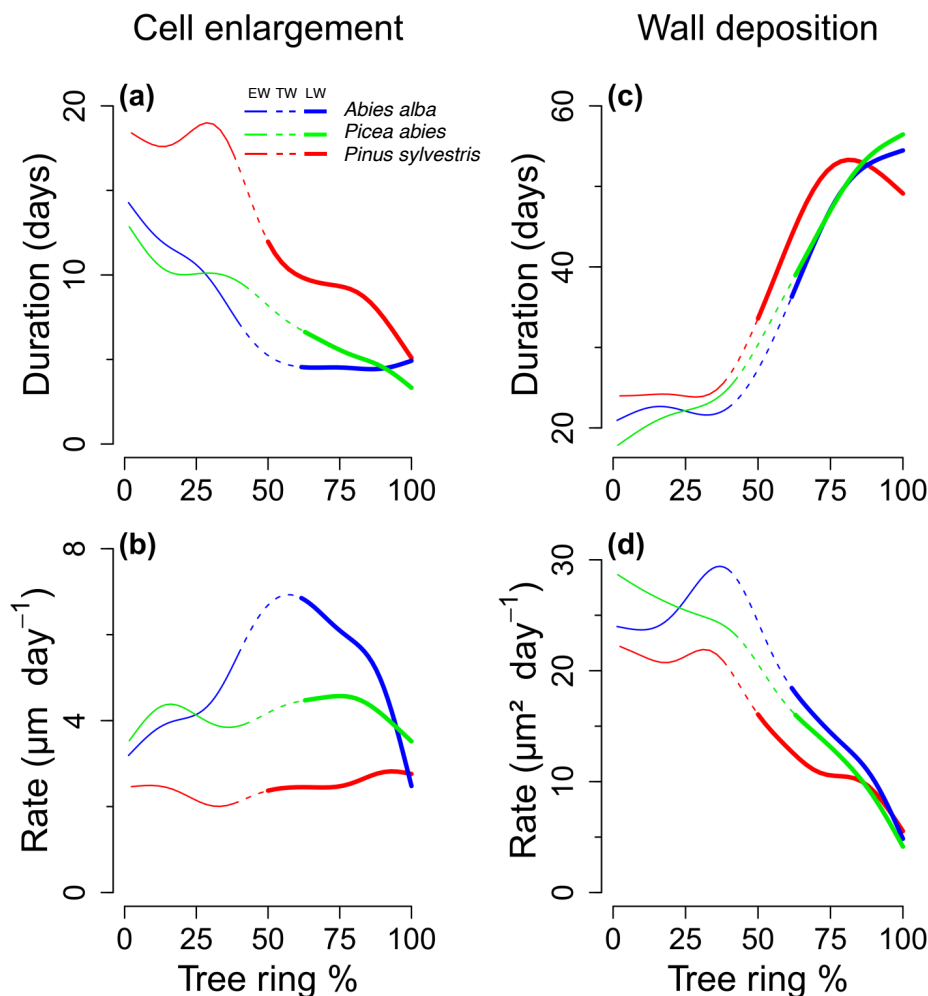 Cell enlargement
Wall deposition
(a)
EW TW LW
Abies alba
Picea abies
Pinus sylvestris
Duration (days)
0
10
20
0 25 50 75 100
(c)
Duration (days)
20
40
60
0 25 50 75 100
(b)
Rate (µm day⁻¹)
0
4
8
0 25 50 75 100
Tree ring %
(d)
Rate (µm² day⁻¹)
0
10
20
30
0 25 50 75 100
Tree ring %